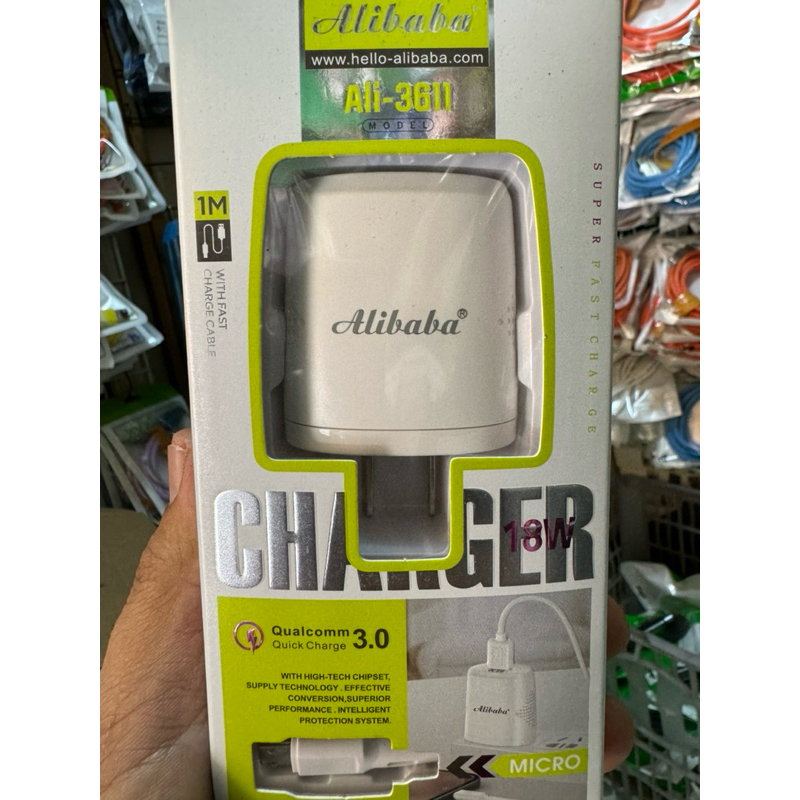 Alibaba
www.hello-alibaba.com
Ali-3611
MODEL
1M
WITH FAST
CHARGE CABLE
SUPER FAST CHARGE
Alibaba®
CHARGER
18W
Qualcomm 3.0
Quick Charge
WITH HIGH-TECH CHIPSET,
SUPPLY TECHNOLOGY . EFFECTIVE
CONVERSION,SUPERIOR
PERFORMANCE . INTELLIGENT
PROTECTION SYSTEM.
Alibaba
MICRO